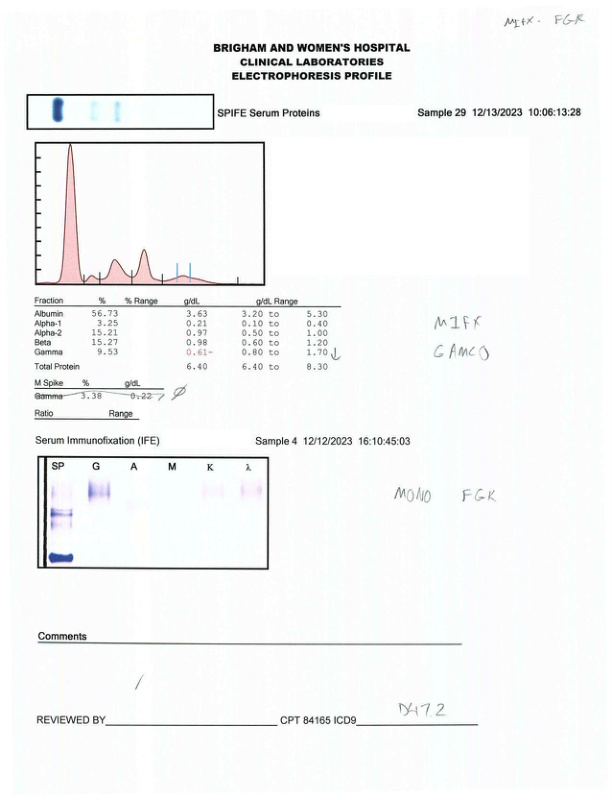 MIFX. FGK
BRIGHAM AND WOMEN'S HOSPITAL
CLINICAL LABORATORIES
ELECTROPHORESIS PROFILE
SPIFE Serum Proteins Sample 29 12/13/2023 10:06:13:28
Fraction % % Range g/dL g/dL Range
Albumin 56.73 3.63 3.20 to 5.30
Alpha-1 3.25 0.21 0.10 to 0.40
Alpha-2 15.21 0.97 0.50 to 1.00
Beta 15.27 0.98 0.60 to 1.20
Gamma 9.53 0.61- 0.80 to 1.70 ↓
Total Protein 6.40 6.40 to 8.30
MIFX
GAMCO
M Spike % g/dL
Gamma 3.38 0.22 Ø
Ratio Range
Serum Immunofixation (IFE) Sample 4 12/12/2023 16:10:45:03
SP G A M K λ
MONO FGK
Comments
/
REVIEWED BY CPT 84165 ICD9 D47.2